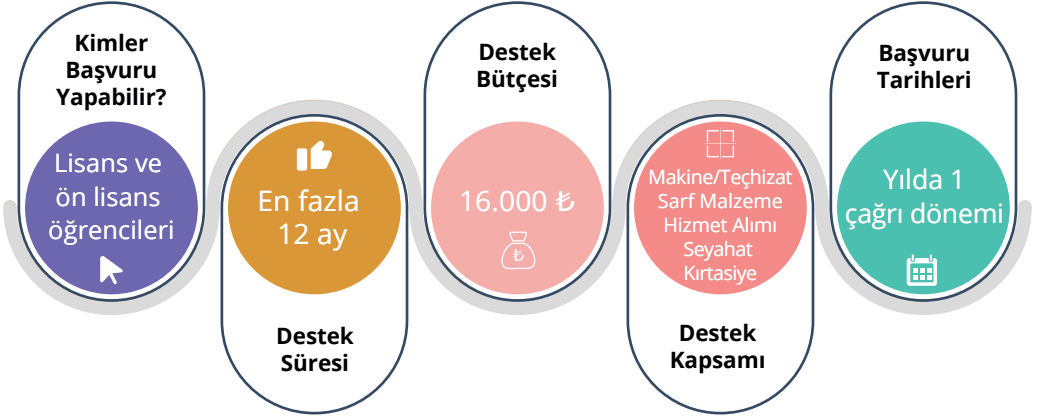 Kimler
Başvuru
Yapabilir?
Lisans ve
ön lisans
öğrencileri
En fazla
12 ay
Destek
Süresi
Destek
Bütçesi
16.000 ₺
₺
Makine/Teçhizat
Sarf Malzeme
Hizmet Alımı
Seyahat
Kırtasiye
Destek
Kapsamı
Başvuru
Tarihleri
Yılda 1
çağrı dönemi